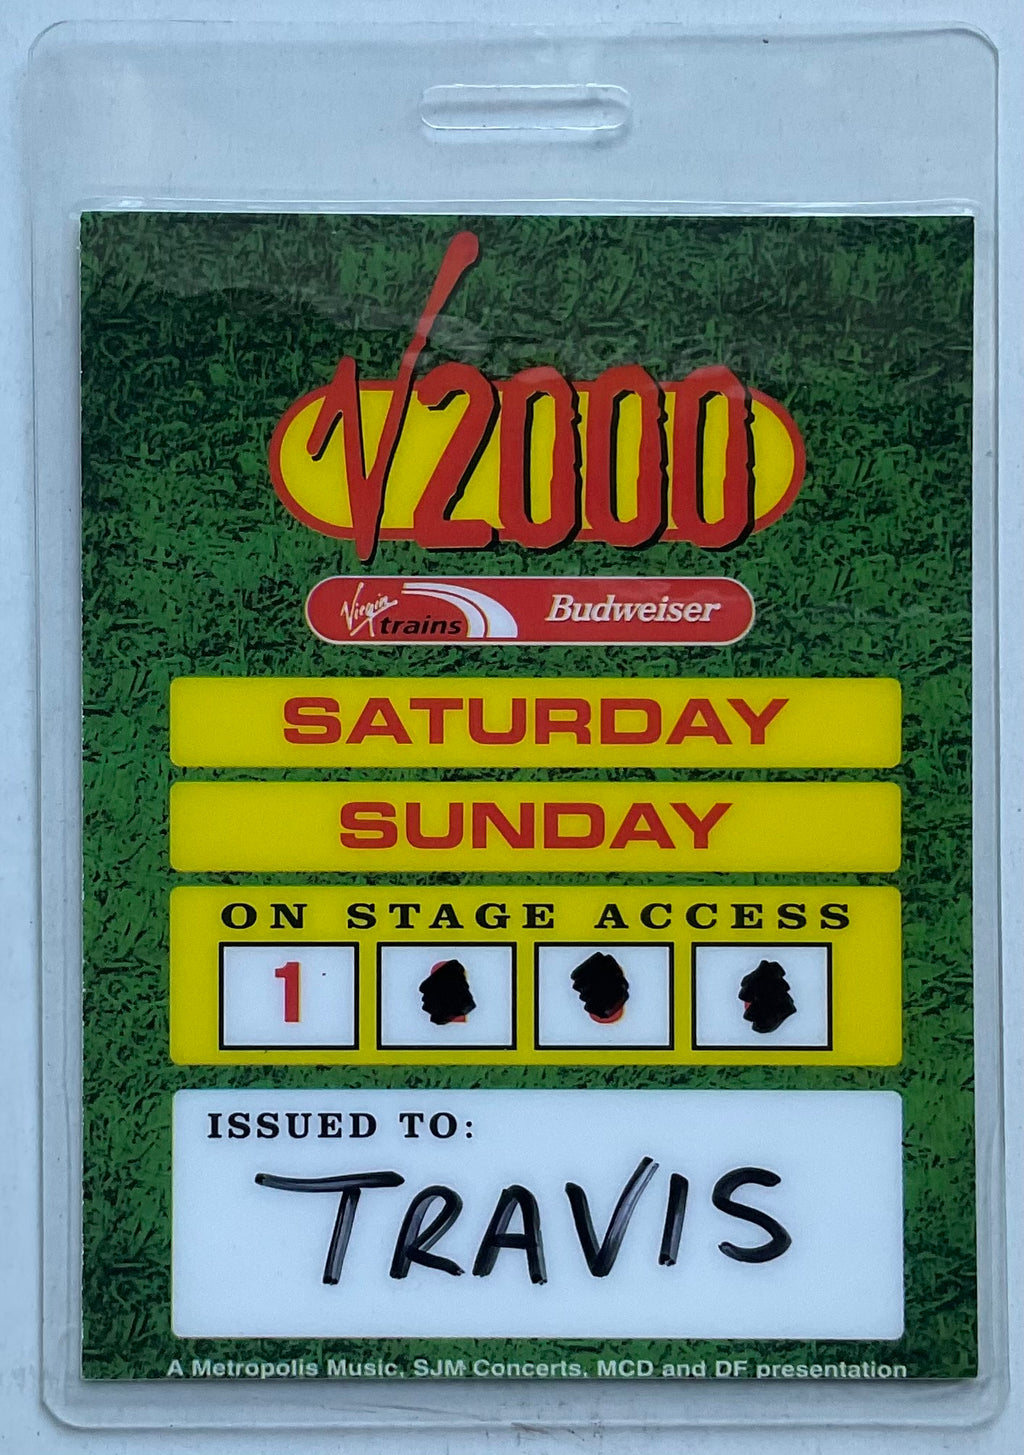 V2000
Virgin trains Budweiser
SATURDAY
SUNDAY
ON STAGE ACCESS
1
ISSUED TO:
TRAVIS
A Metropolis Music, SJM Concerts, MCD and DF presentation